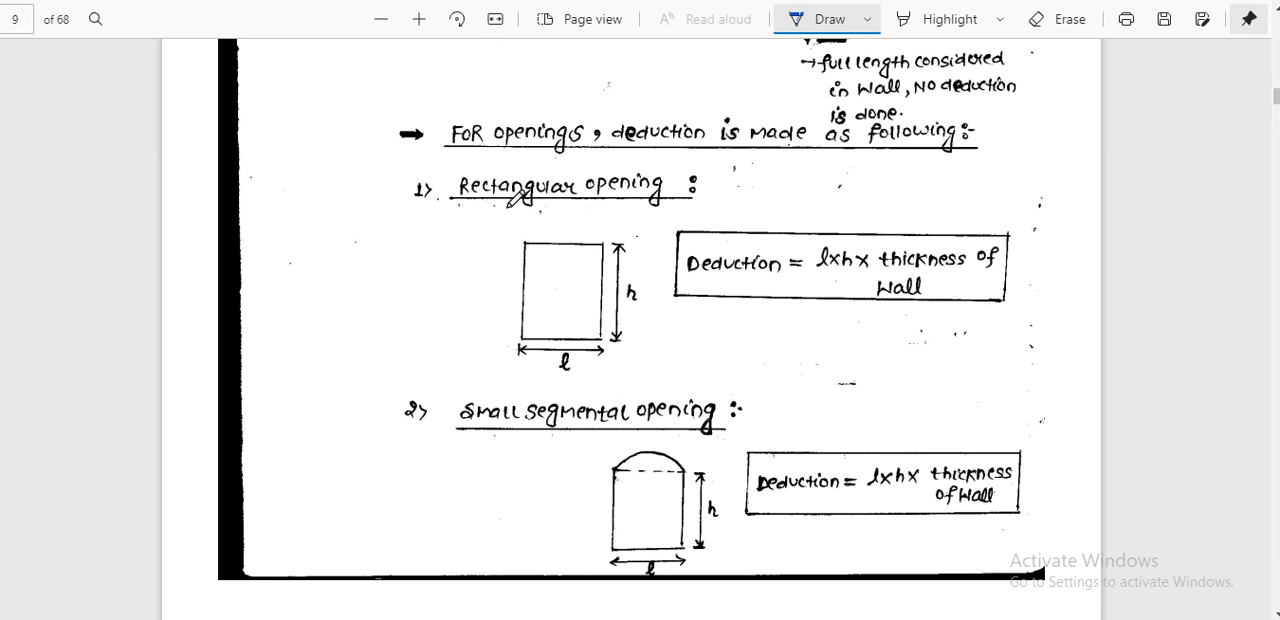 9 of 68 Page view Read aloud Draw Highlight Erase
→ full length considered
in wall, No deduction
is done.
→ FOR openings, deduction is made as following :-
1> Rectangular opening :
Deduction = l×h× thickness of
wall
h
l
2> Small segmental opening :-
Deduction = l×h× thickness
of wall
h
l
Activate Windows
Go to Settings to activate Windows.